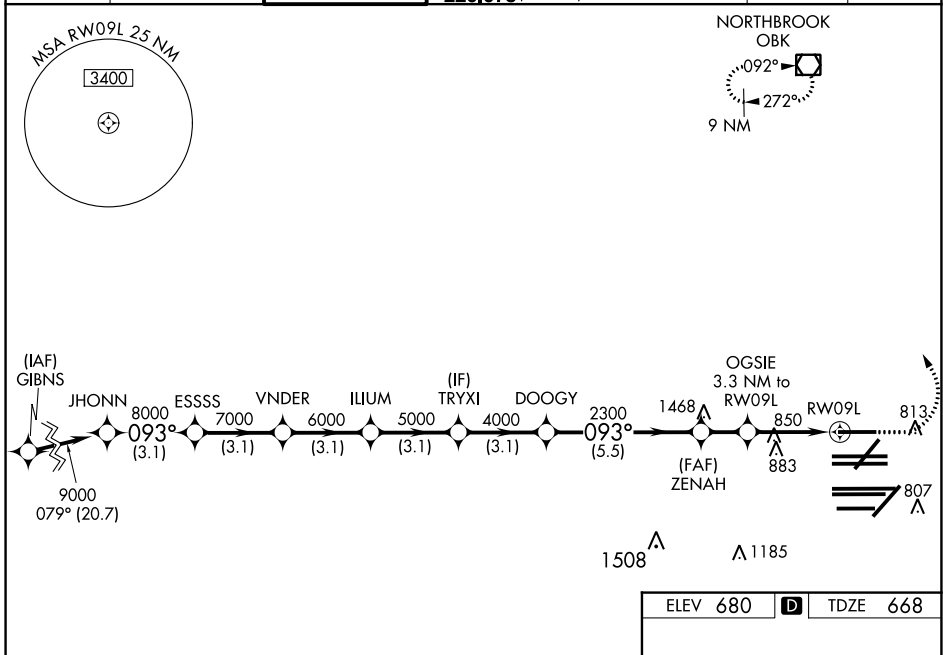 MSA RW09L 25 NM
3400
NORTHBROOK
OBK
092°
272°
9 NM
(IAF)
GIBNS
JHONN
8000
093°
(3.1)
ESSSS
7000
(3.1)
VNDER
6000
(3.1)
ILIUM
5000
(3.1)
(IF)
TRYXI
4000
(3.1)
DOOGY
2300
093°
(5.5)
1468
(FAF)
ZENAH
OGSIE
3.3 NM to
RW09L
850
883
RW09L
813
807
9000
079° (20.7)
1508
1185
ELEV 680 D TDZE 668